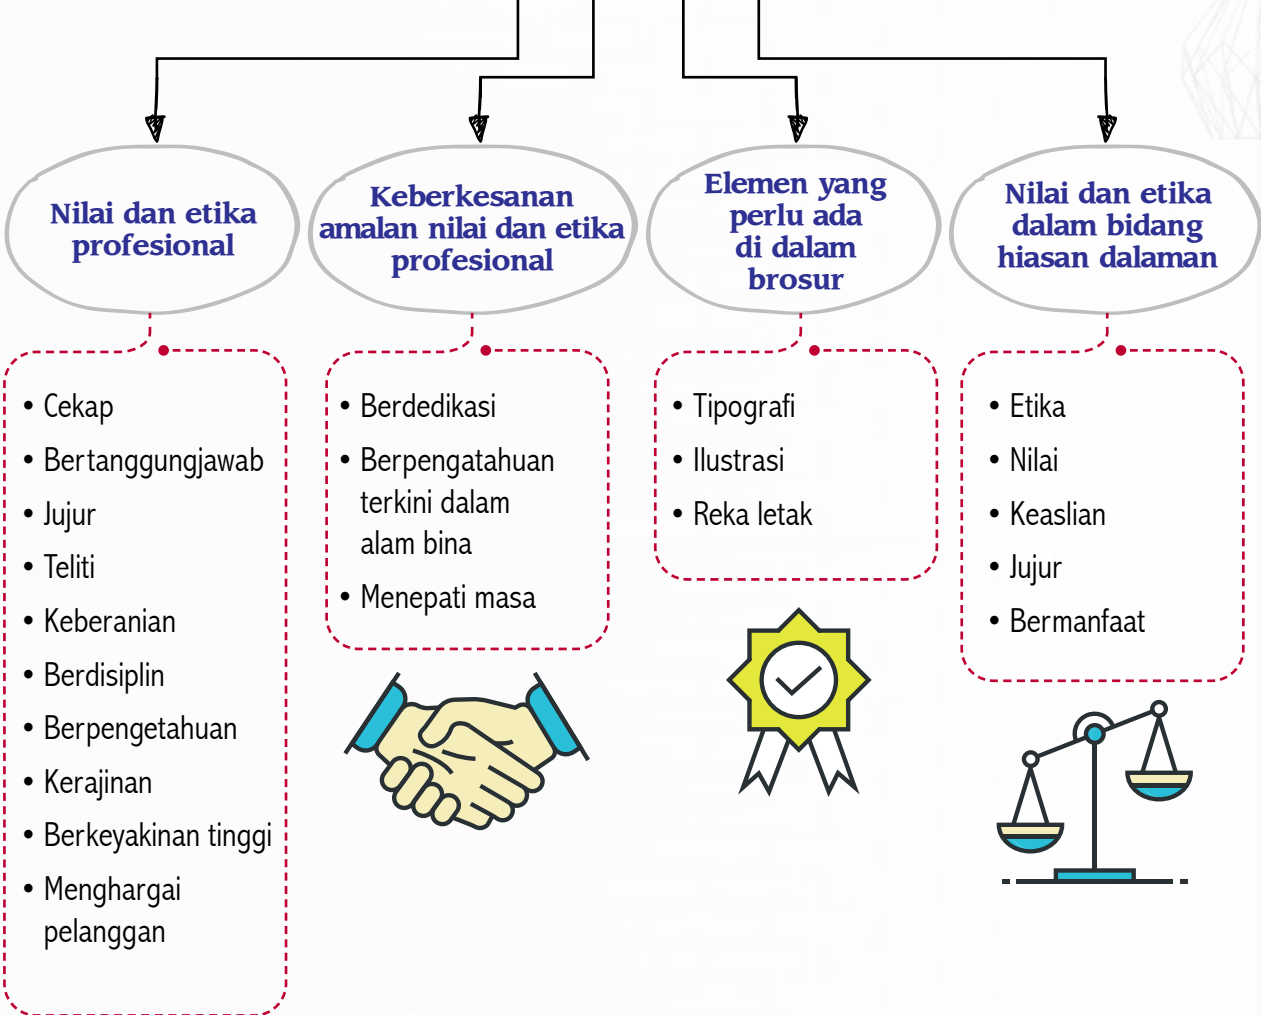 Nilai dan etika
profesional
• Cekap
• Bertanggungjawab
• Jujur
• Teliti
• Keberanian
• Berdisiplin
• Berpengetahuan
• Kerajinan
• Berkeyakinan tinggi
• Menghargai
pelanggan
Keberkesanan
amalan nilai dan etika
profesional
• Berdedikasi
• Berpengatahuan
terkini dalam
alam bina
• Menepati masa
Elemen yang
perlu ada
di dalam
brosur
• Tipografi
• Ilustrasi
• Reka letak
Nilai dan etika
dalam bidang
hiasan dalaman
• Etika
• Nilai
• Keaslian
• Jujur
• Bermanfaat